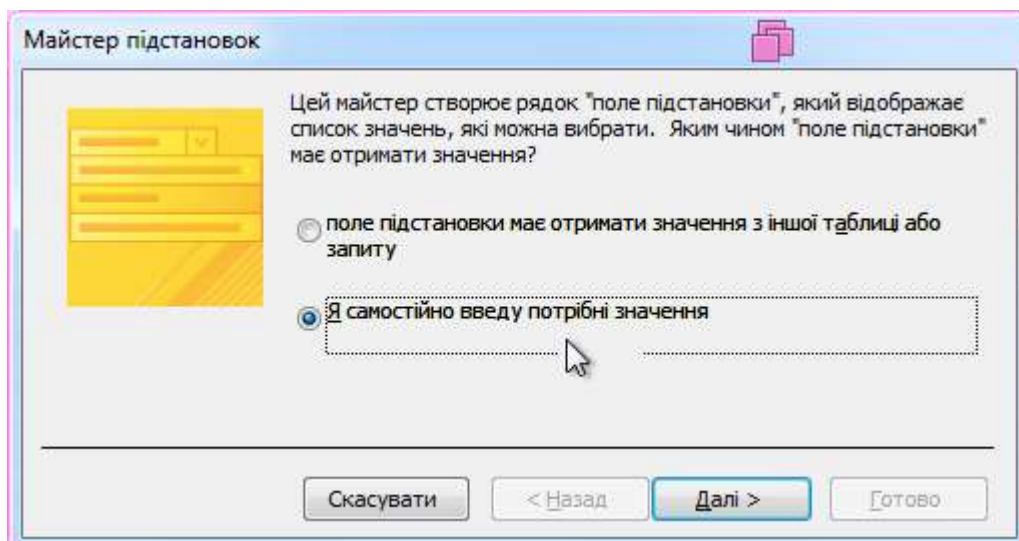 Майстер підстановок
Цей майстер створює рядок "поле підстановки", який відображає
список значень, які можна вибрати. Яким чином "поле підстановки"
має отримати значення?
поле підстановки має отримати значення з іншої таблиці або
запиту
Я самостійно введу потрібні значення
Скасувати
< Назад
Далі >
Готово